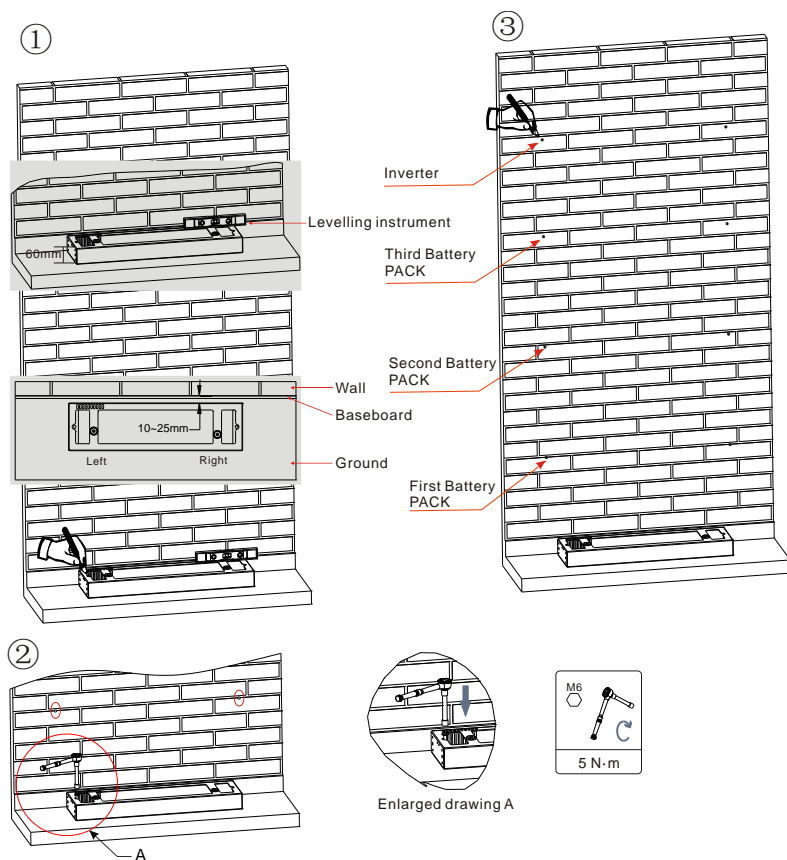 ①
Levelling instrument
60mm
Wall
Baseboard
10~25mm
Left
Right
Ground
③
Inverter
Third Battery
PACK
Second Battery
PACK
First Battery
PACK
②
A
Enlarged drawing A
M6
5 N·m